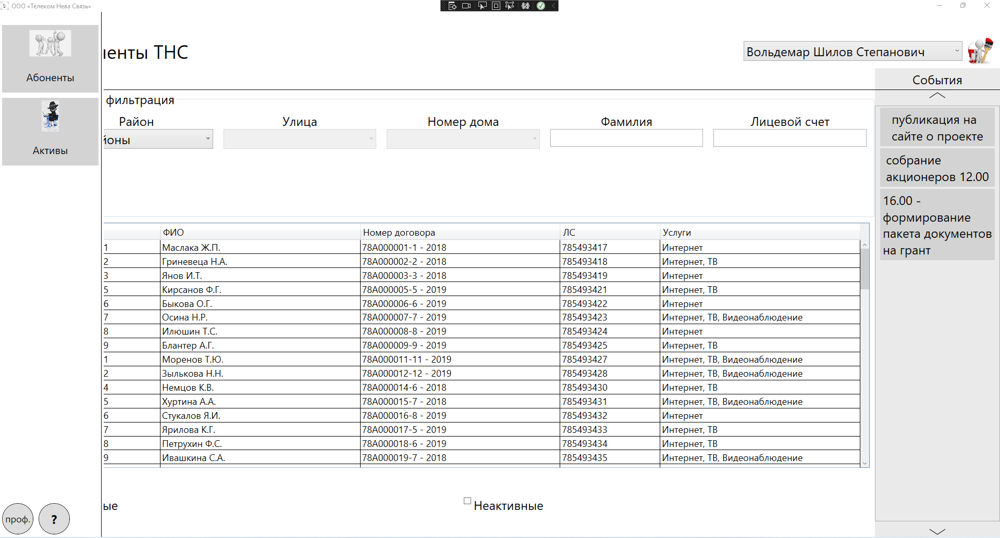 ООО «Телеком Нева Связь»
Абоненты
Активы
проф.
?
иенты ТНС
Вольдемар Шилов Степанович
События
фильтрация
Район
Улица
Номер дома
Фамилия
Лицевой счет
йоны
публикация на
сайте о проекте
собрание
акционеров 12.00
16.00 -
формирование
пакета документов
на грант
ФИО Номер договора ЛС Услуги
1 Маслака Ж.П. 78А000001-1 - 2018 785493417 Интернет
2 Гриневеца Н.А. 78А000002-2 - 2018 785493418 Интернет, ТВ
3 Янов И.Т. 78А000003-3 - 2018 785493419 Интернет
5 Кирсанов Ф.Г. 78А000005-5 - 2019 785493421 Интернет, ТВ
6 Быкова О.Г. 78А000006-6 - 2019 785493422 Интернет
7 Осина Н.Р. 78А000007-7 - 2019 785493423 Интернет, ТВ, Видеонаблюдение
8 Илюшин Т.С. 78А000008-8 - 2019 785493424 Интернет
9 Блантер А.Г. 78А000009-9 - 2019 785493425 Интернет, ТВ
1 Моренов Т.Ю. 78А000011-11 - 2019 785493427 Интернет, ТВ, Видеонаблюдение
2 Зылькова Н.Н. 78А000012-12 - 2019 785493428 Интернет, ТВ, Видеонаблюдение
4 Немцов К.В. 78А000014-6 - 2018 785493430 Интернет, ТВ
5 Хуртина А.А. 78А000015-7 - 2018 785493431 Интернет, ТВ, Видеонаблюдение
6 Стукалов Я.И. 78А000016-8 - 2019 785493432 Интернет
7 Ярилова К.Г. 78А000017-5 - 2019 785493433 Интернет, ТВ
8 Петрухин Ф.С. 78А000018-6 - 2019 785493434 Интернет, ТВ
9 Ивашкина С.А. 78А000019-7 - 2018 785493435 Интернет, ТВ, Видеонаблюдение
ые
Неактивные